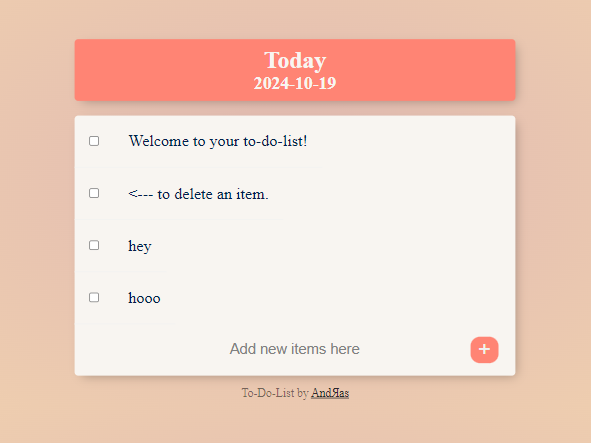 Today
2024-10-19
Welcome to your to-do-list!
<--- to delete an item.
hey
hooo
Add new items here
+
To-Do-List by AndЯas